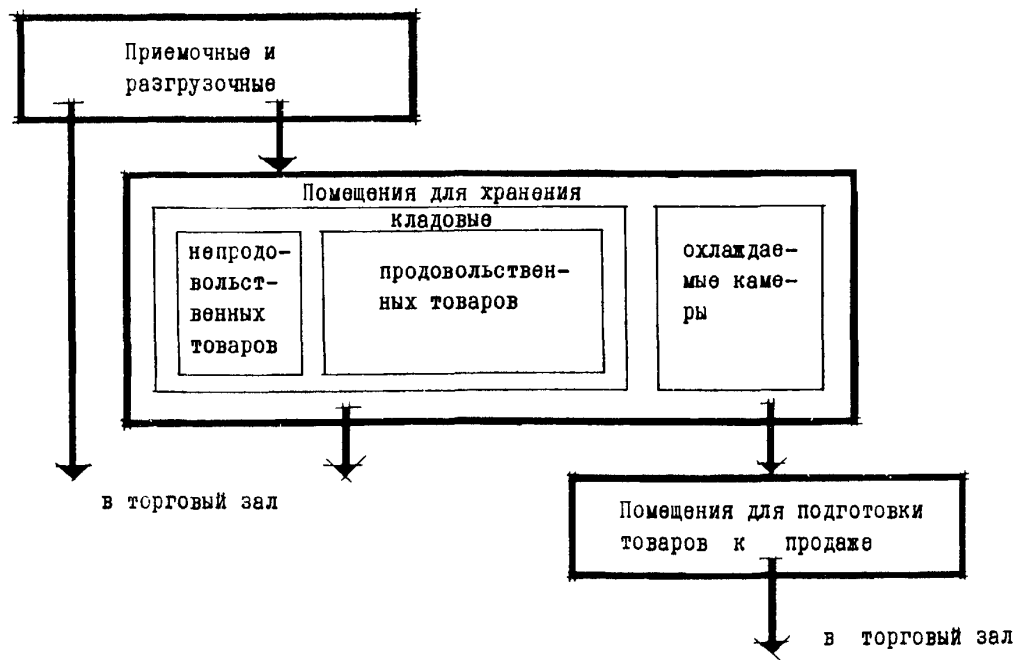 Приемочные и
разгрузочные
Помещения для хранения
кладовые
непродо-
вольст-
венных
товаров
продовольствен-
ных товаров
охлаждае-
мые каме-
ры
в торговый зал
Помещения для подготовки
товаров к продаже
в торговый зал